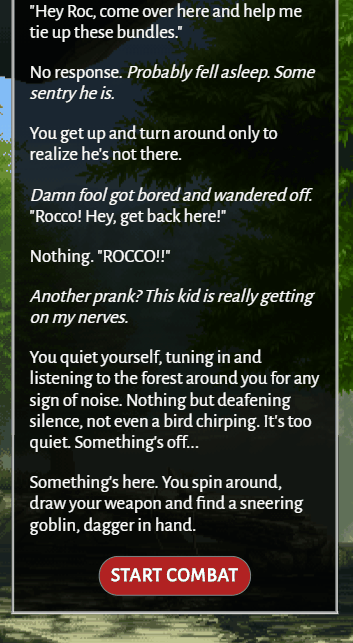 "Hey Roc, come over here and help me
tie up these bundles."
No response. Probably fell asleep. Some
sentry he is.
You get up and turn around only to
realize he's not there.
Damn fool got bored and wandered off.
"Rocco! Hey, get back here!"
Nothing. "ROCCO!!"
Another prank? This kid is really getting
on my nerves.
You quiet yourself, tuning in and
listening to the forest around you for any
sign of noise. Nothing but deafening
silence, not even a bird chirping. It's too
quiet. Something's off...
Something's here. You spin around,
draw your weapon and find a sneering
goblin, dagger in hand.
START COMBAT